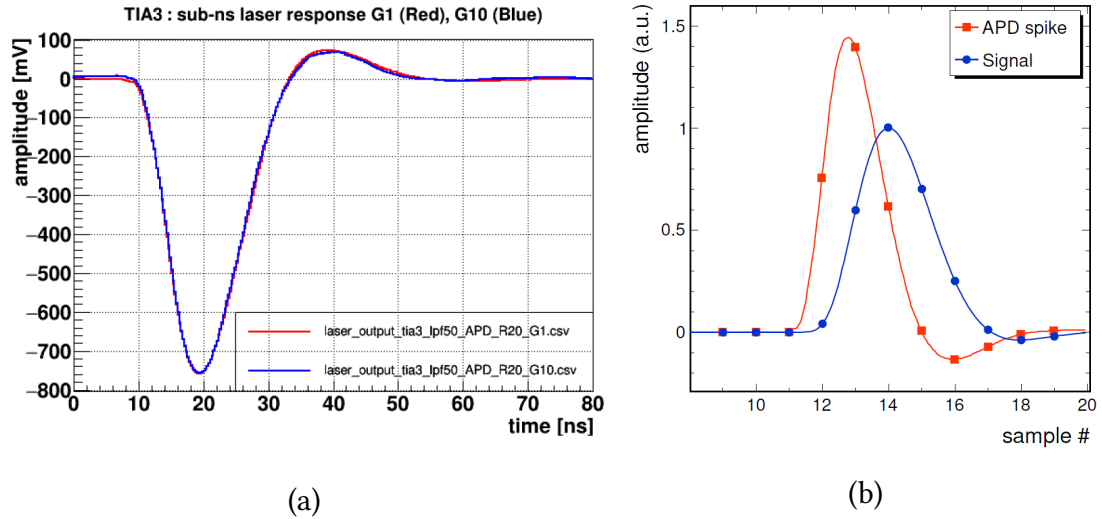 TIA3 : sub-ns laser response G1 (Red), G10 (Blue)
amplitude [mV]
100
0
−100
−200
−300
−400
−500
−600
−700
−800
0 10 20 30 40 50 60 70 80
time [ns]
laser_output_tia3_lpf50_APD_R20_G1.csv
laser_output_tia3_lpf50_APD_R20_G10.csv
(a)
amplitude (a.u.)
1.5
1
0.5
0
10 12 14 16 18 20
sample #
APD spike
Signal
(b)